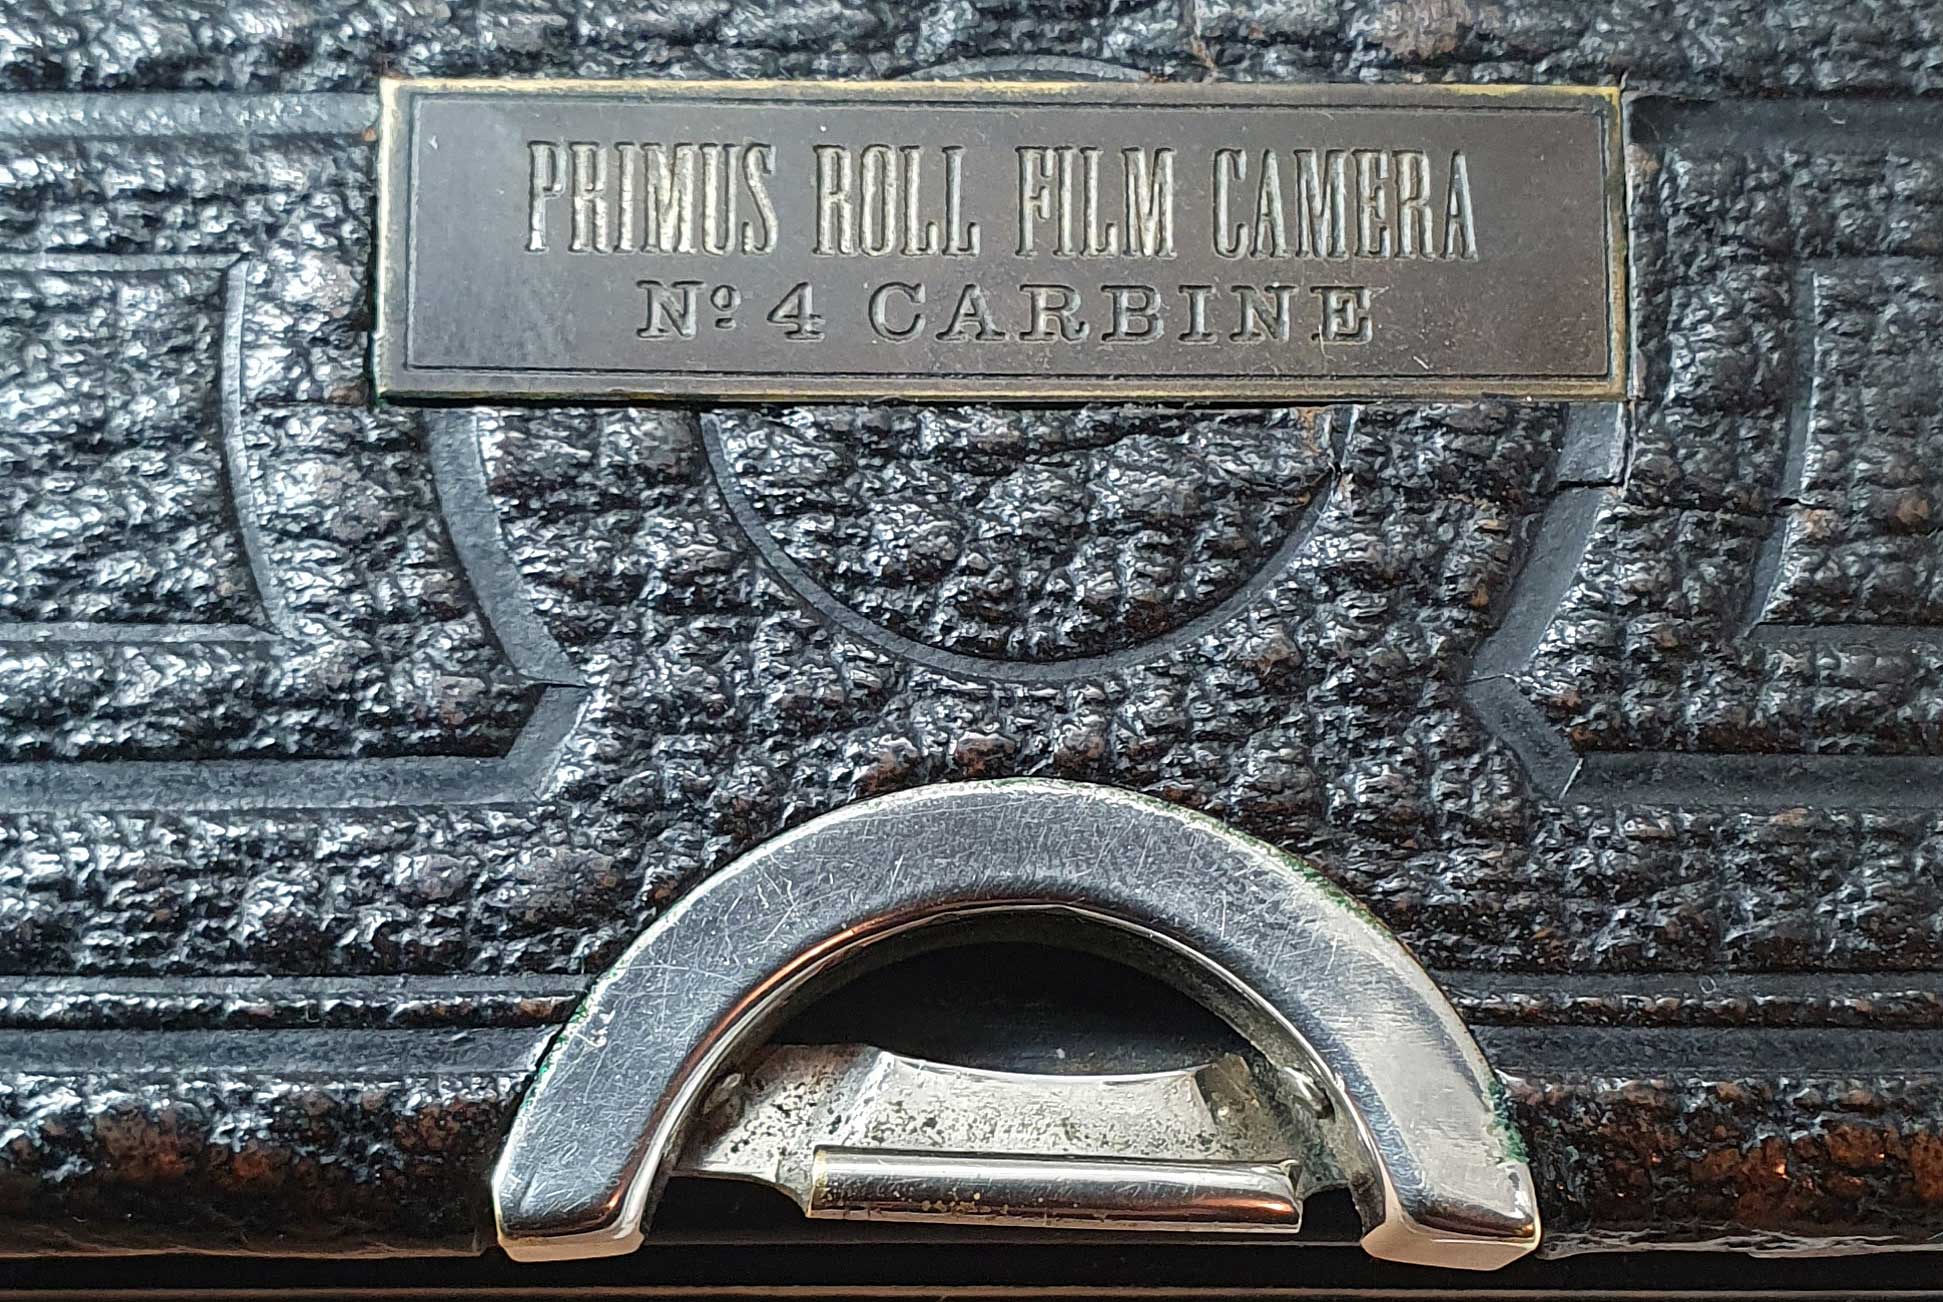 PRIMUS ROLL FILM CAMERA
Nº 4 CARBINE